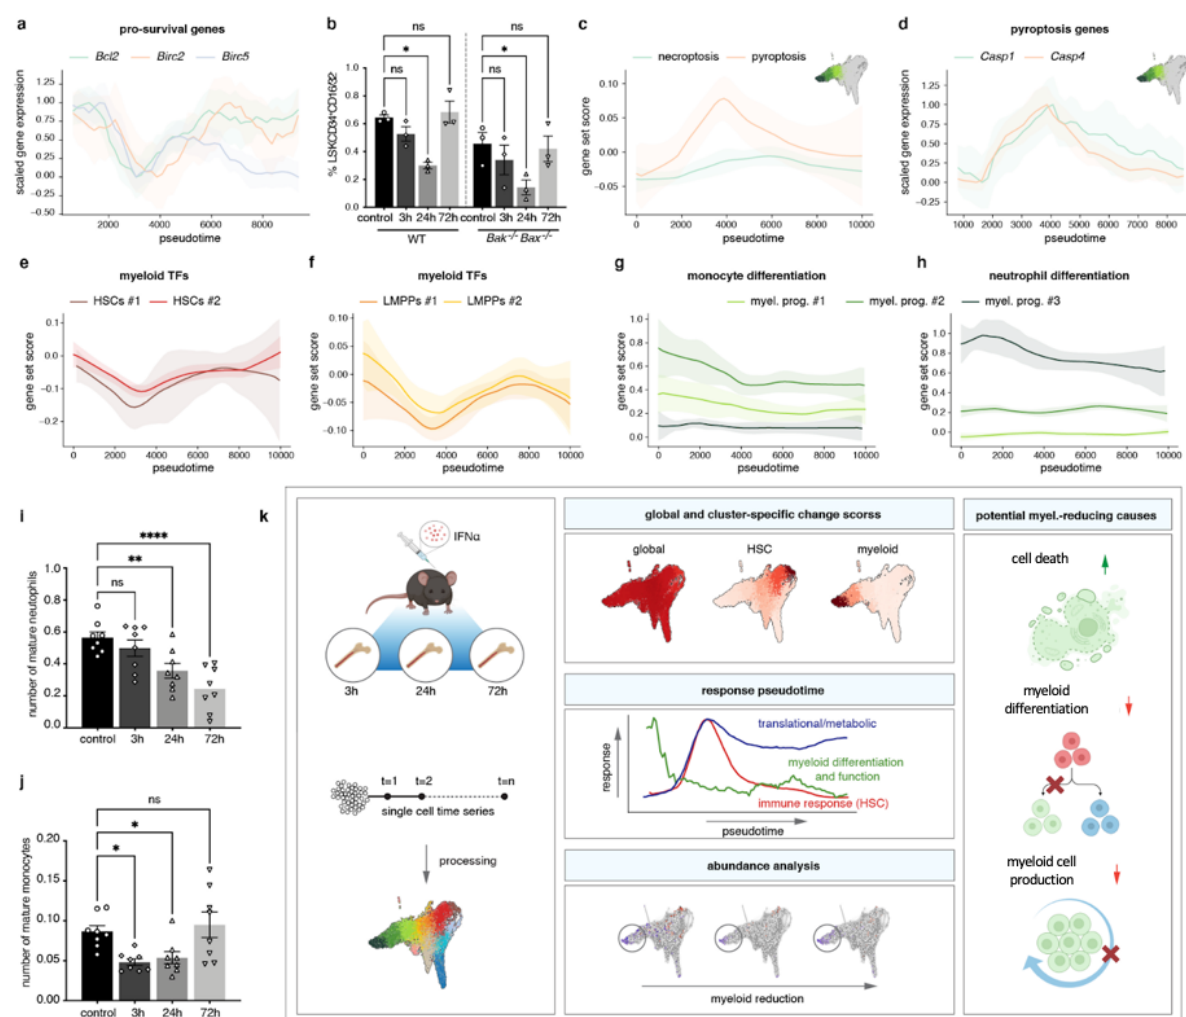 a
pro-survival genes
Bcl2 Birc2 Birc5
scaled gene expression
1.25
1.00
0.75
0.50
0.25
0.00
−0.25
−0.50
2000 4000 6000 8000
pseudotime
b
ns
ns
*
*
ns
ns
% LSKCD34⁺CD16/32
1.0
0.8
0.6
0.4
0.2
0.0
control 3h 24h 72h control 3h 24h 72h
WT Bak⁻/⁻ Bax⁻/⁻
c
necroptosis pyroptosis
gene set score
0.10
0.05
0.00
−0.05
0 2000 4000 6000 8000 10000
pseudotime
d
pyroptosis genes
Casp1 Casp4
scaled gene expression
1.50
1.25
1.00
0.75
0.50
0.25
0.00
−0.25
1000 2000 3000 4000 5000 6000 7000 8000
pseudotime
e
myeloid TFs
HSCs #1 HSCs #2
gene set score
0.1
0.0
−0.1
−0.2
0 2000 4000 6000 8000 10000
pseudotime
f
myeloid TFs
LMPPs #1 LMPPs #2
gene set score
0.10
0.05
0.00
−0.05
−0.10
0 2000 4000 6000 8000 10000
pseudotime
g
monocyte differentiation
h
neutrophil differentiation
myel. prog. #1 myel. prog. #2 myel. prog. #3
gene set score
1.0
0.8
0.6
0.4
0.2
0.0
0 2000 4000 6000 8000 10000
pseudotime
gene set score
1.0
0.8
0.6
0.4
0.2
0.0
0 2000 4000 6000 8000 10000
pseudotime
i
****
**
ns
number of mature neutophils
1.0
0.8
0.6
0.4
0.2
0.0
control 3h 24h 72h
j
ns
*
*
number of mature monocytes
0.20
0.15
0.10
0.05
0.00
control 3h 24h 72h
k
IFNα
3h 24h 72h
t=1 t=2 t=n
single cell time series
processing
global and cluster-specific change scorss
global HSC myeloid
response pseudotime
response
translational/metabolic
myeloid differentiation
and function
immune response (HSC)
pseudotime
abundance analysis
myeloid reduction
potential myel.-reducing causes
cell death
myeloid
differentiation
myeloid cell
production